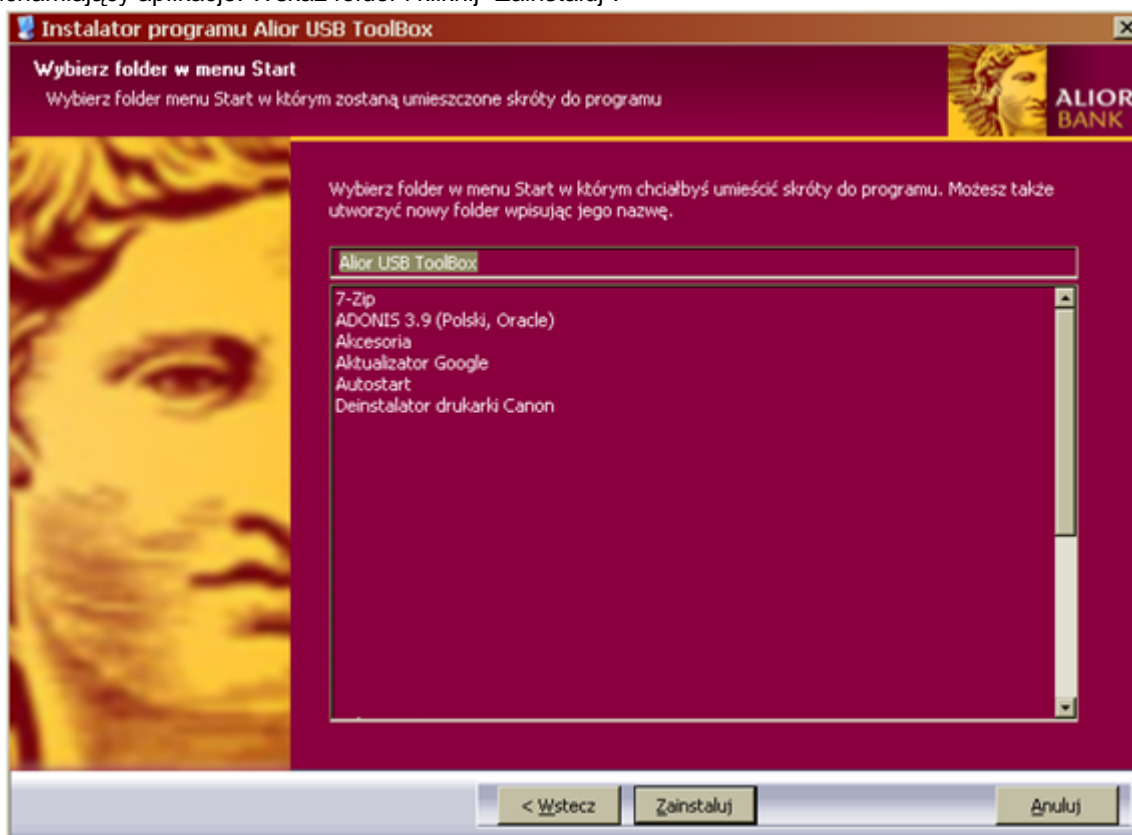 Instalator programu Alior USB ToolBox
Wybierz folder w menu Start
Wybierz folder menu Start w którym zostaną umieszczone skróty do programu
ALIOR
BANK
Wybierz folder w menu Start w którym chciałbyś umieścić skróty do programu. Możesz także
utworzyć nowy folder wpisując jego nazwę.
Alior USB ToolBox
7-Zip
ADONIS 3.9 (Polski, Oracle)
Akcesoria
Aktualizator Google
Autostart
Deinstalator drukarki Canon
< Wstecz
Zainstaluj
Anuluj